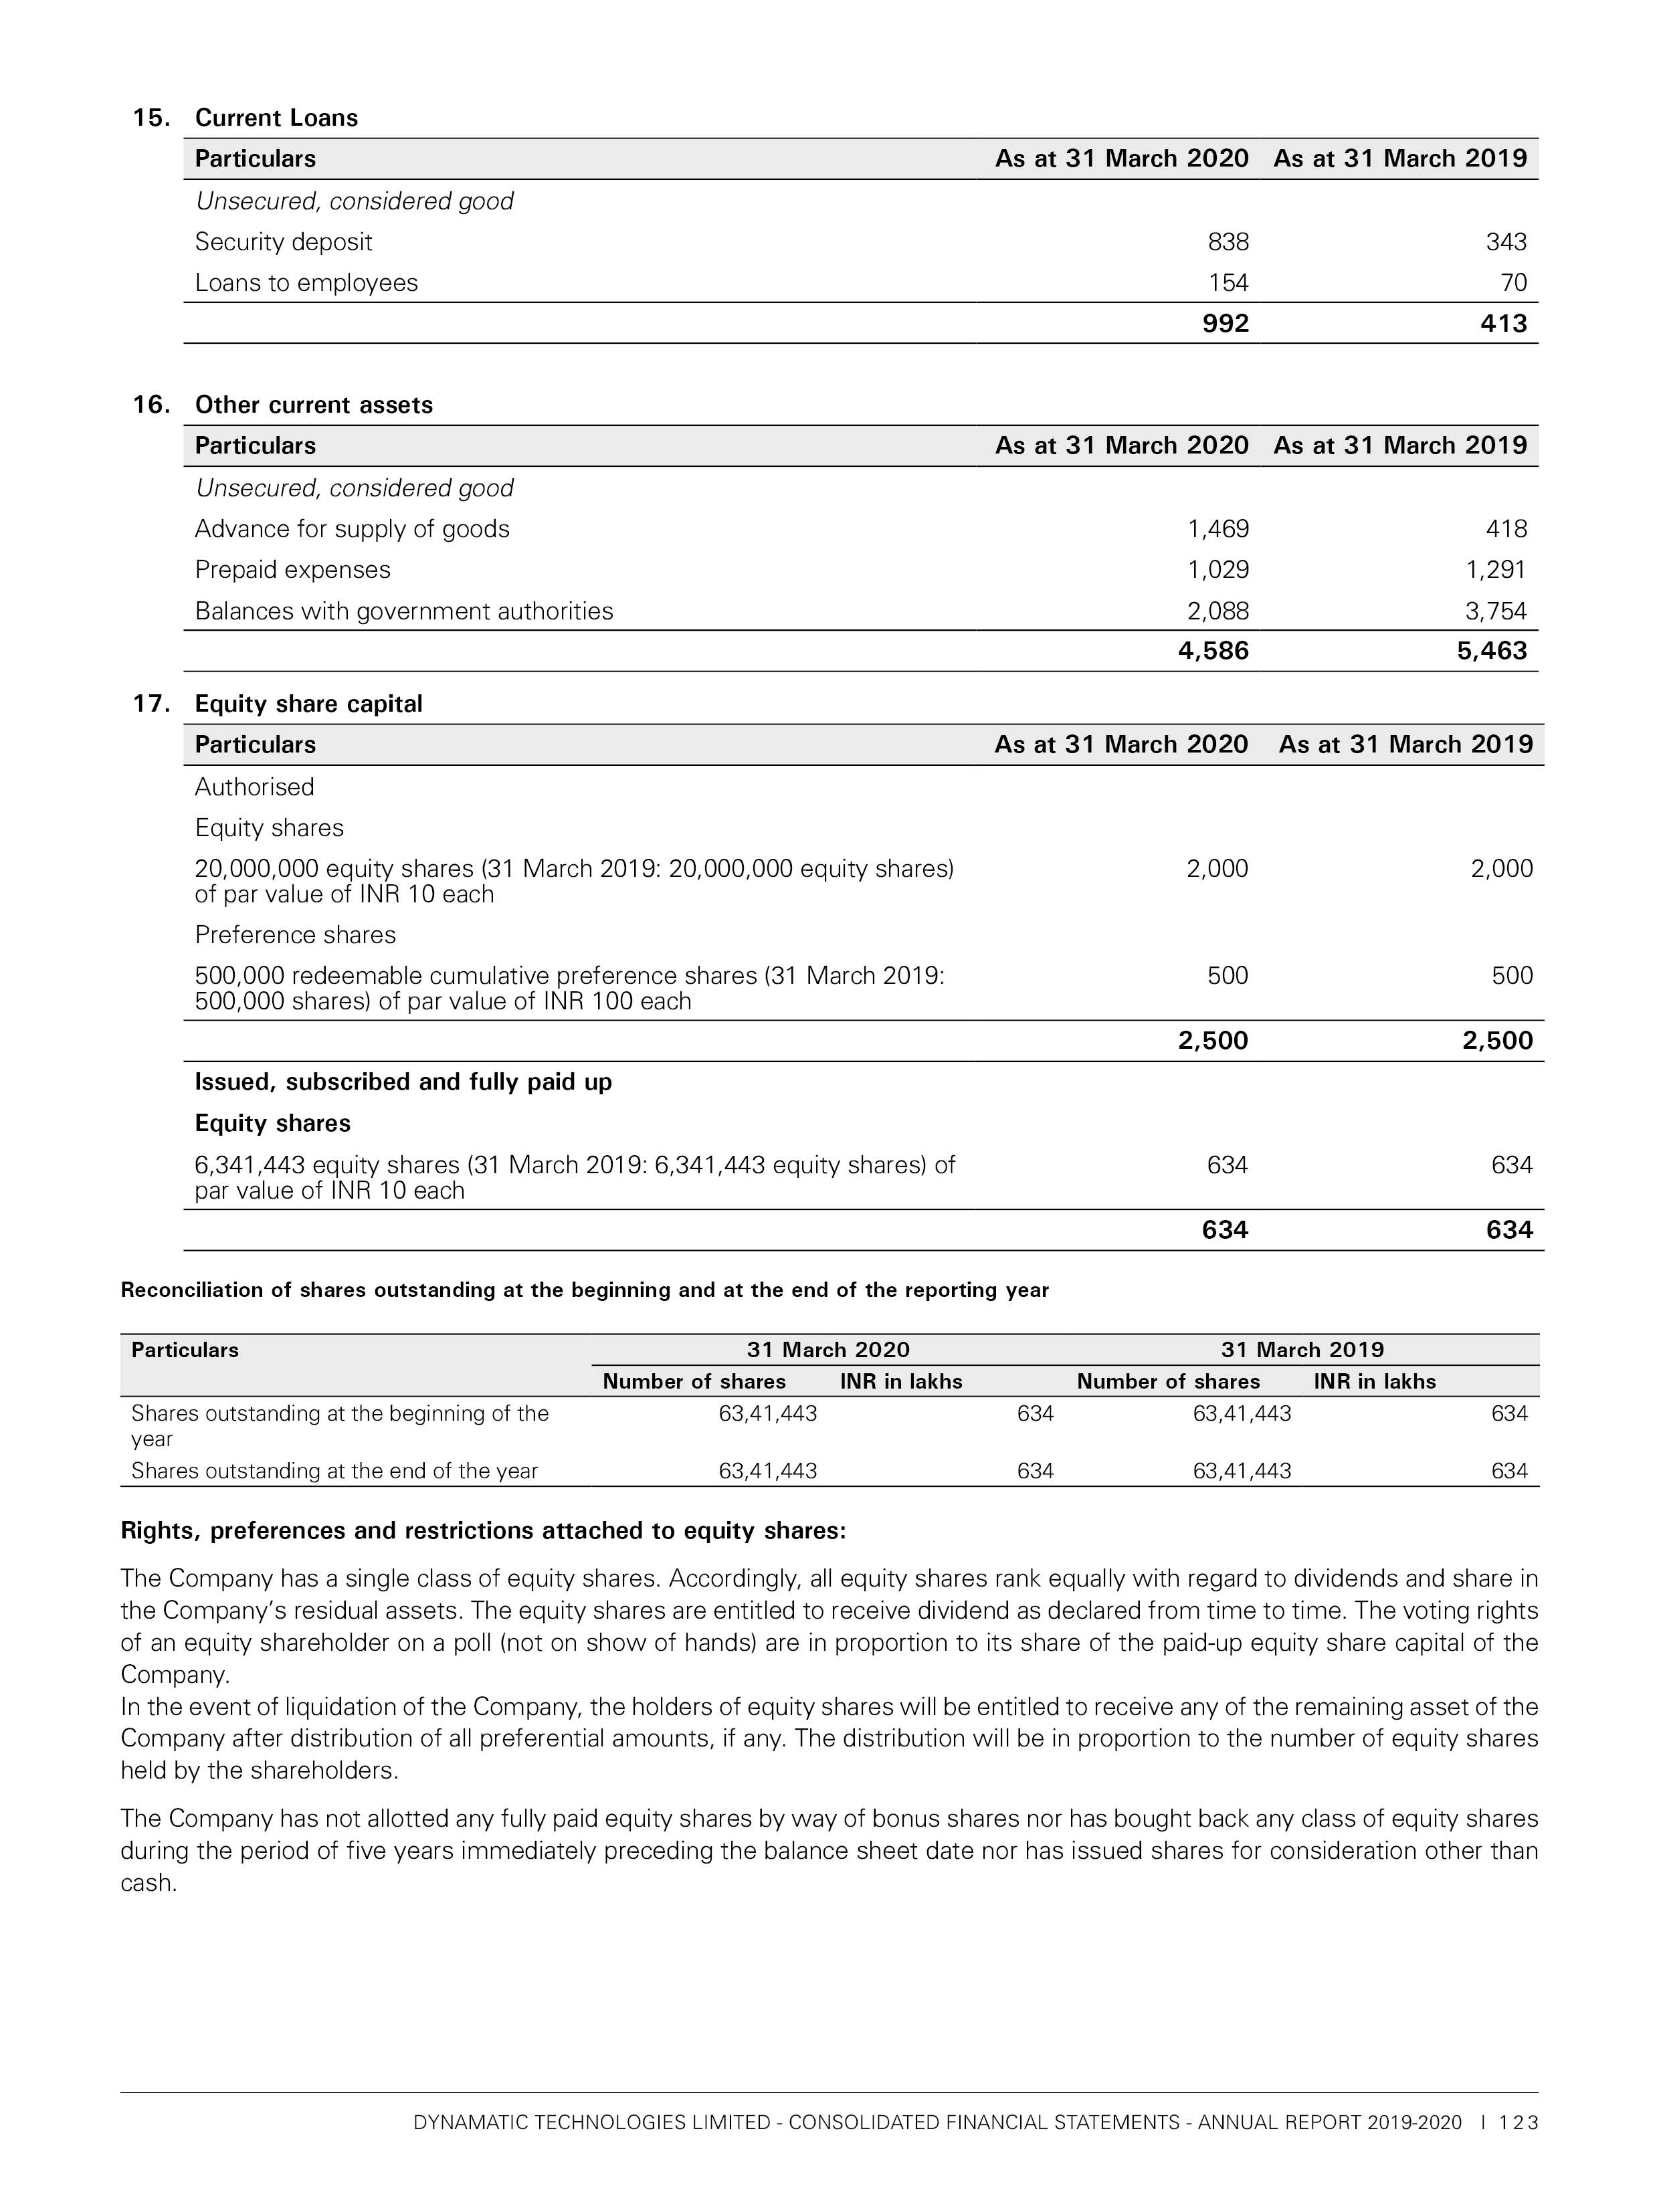 15. Current Loans
Particulars As at 31 March 2020 As at 31 March 2019
Unsecured, considered good
Security deposit 838 343
Loans to employees 154 70
992 413
16. Other current assets
Particulars As at 31 March 2020 As at 31 March 2019
Unsecured, considered good
Advance for supply of goods 1,469 418
Prepaid expenses 1,029 1,291
Balances with government authorities 2,088 3,754
4,586 5,463
17. Equity share capital
Particulars As at 31 March 2020 As at 31 March 2019
Authorised
Equity shares
20,000,000 equity shares (31 March 2019: 20,000,000 equity shares) 2,000 2,000
of par value of INR 10 each
Preference shares
500,000 redeemable cumulative preference shares (31 March 2019: 500 500
500,000 shares) of par value of INR 100 each
2,500 2,500
Issued, subscribed and fully paid up
Equity shares
6,341,443 equity shares (31 March 2019: 6,341,443 equity shares) of 634 634
par value of INR 10 each
634 634
Reconciliation of shares outstanding at the beginning and at the end of the reporting year
Particulars 31 March 2020 31 March 2019
Number of shares INR in lakhs Number of shares INR in lakhs
Shares outstanding at the beginning of the 63,41,443 634 63,41,443 634
year
Shares outstanding at the end of the year 63,41,443 634 63,41,443 634
Rights, preferences and restrictions attached to equity shares:
The Company has a single class of equity shares. Accordingly, all equity shares rank equally with regard to dividends and share in
the Company's residual assets. The equity shares are entitled to receive dividend as declared from time to time. The voting rights
of an equity shareholder on a poll (not on show of hands) are in proportion to its share of the paid-up equity share capital of the
Company.
In the event of liquidation of the Company, the holders of equity shares will be entitled to receive any of the remaining asset of the
Company after distribution of all preferential amounts, if any. The distribution will be in proportion to the number of equity shares
held by the shareholders.
The Company has not allotted any fully paid equity shares by way of bonus shares nor has bought back any class of equity shares
during the period of five years immediately preceding the balance sheet date nor has issued shares for consideration other than
cash.
DYNAMATIC TECHNOLOGIES LIMITED - CONSOLIDATED FINANCIAL STATEMENTS - ANNUAL REPORT 2019-2020 | 123